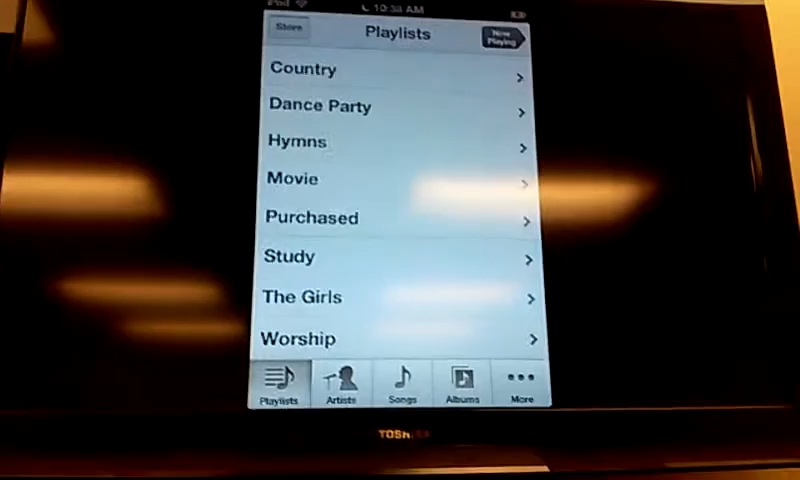 iPod 10:38 AM
Store Playlists Now Playing
Country
Dance Party
Hymns
Movie
Purchased
Study
The Girls
Worship
Playlists Artists Songs Albums More
TOSHIBA